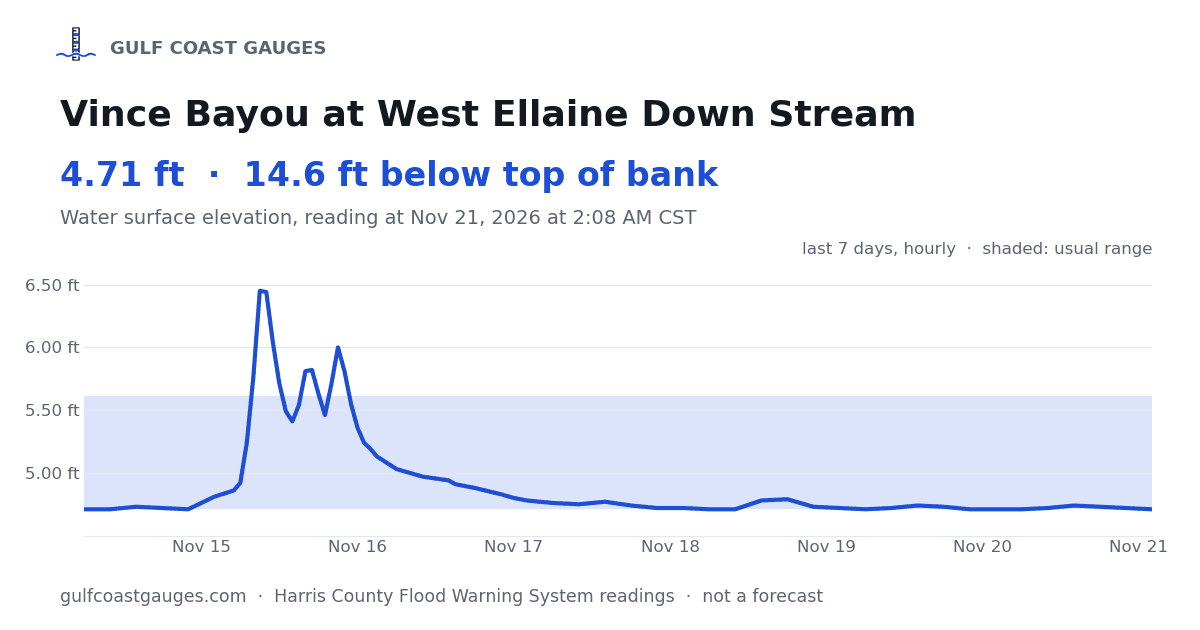 GULF COAST GAUGES
Vince Bayou at West Ellaine Down Stream
4.71 ft · 14.6 ft below top of bank
Water surface elevation, reading at Nov 21, 2026 at 2:08 AM CST
last 7 days, hourly · shaded: usual range
6.50 ft
6.00 ft
5.50 ft
5.00 ft
Nov 15 Nov 16 Nov 17 Nov 18 Nov 19 Nov 20 Nov 21
gulfcoastgauges.com · Harris County Flood Warning System readings · not a forecast